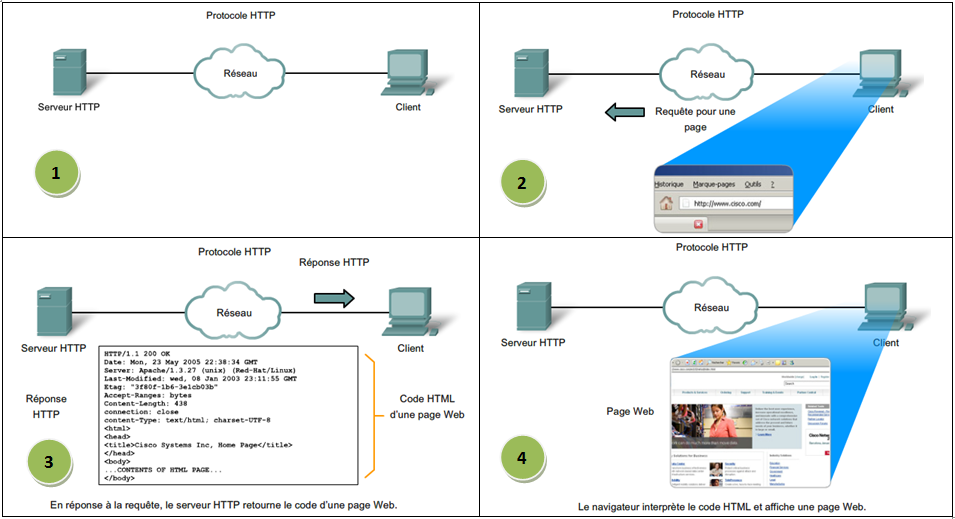 Protocole HTTP
Réseau
Serveur HTTP
Client
1
Protocole HTTP
Réseau
Serveur HTTP
Client
Requête pour une
page
2
Historique Marque-pages Outils ?
http://www.cisco.com/
Protocole HTTP
Réponse HTTP
Réseau
Serveur HTTP
Client
HTTP/1.1 200 OK
Date: Mon, 23 May 2005 22:38:34 GMT
Server: Apache/1.3.27 (unix) (Red-Hat/Linux)
Last-Modified: wed, 08 Jan 2003 23:11:55 GMT
Etag: "3f80f-1b6-3e1cb03b"
Accept-Ranges: bytes
Content-Length: 438
connection: close
content-Type: text/html; charset-UTF-8
<html>
<head>
<title>Cisco Systems Inc, Home Page</title>
</head>
<body>
...CONTENTS OF HTML PAGE...
</body>
Réponse
HTTP
Code HTML
d'une page Web
3
En réponse à la requête, le serveur HTTP retourne le code d'une page Web.
Protocole HTTP
Réseau
Serveur HTTP
Client
Page Web
4
Solutions for Business
Le navigateur interprète le code HTML et affiche une page Web.